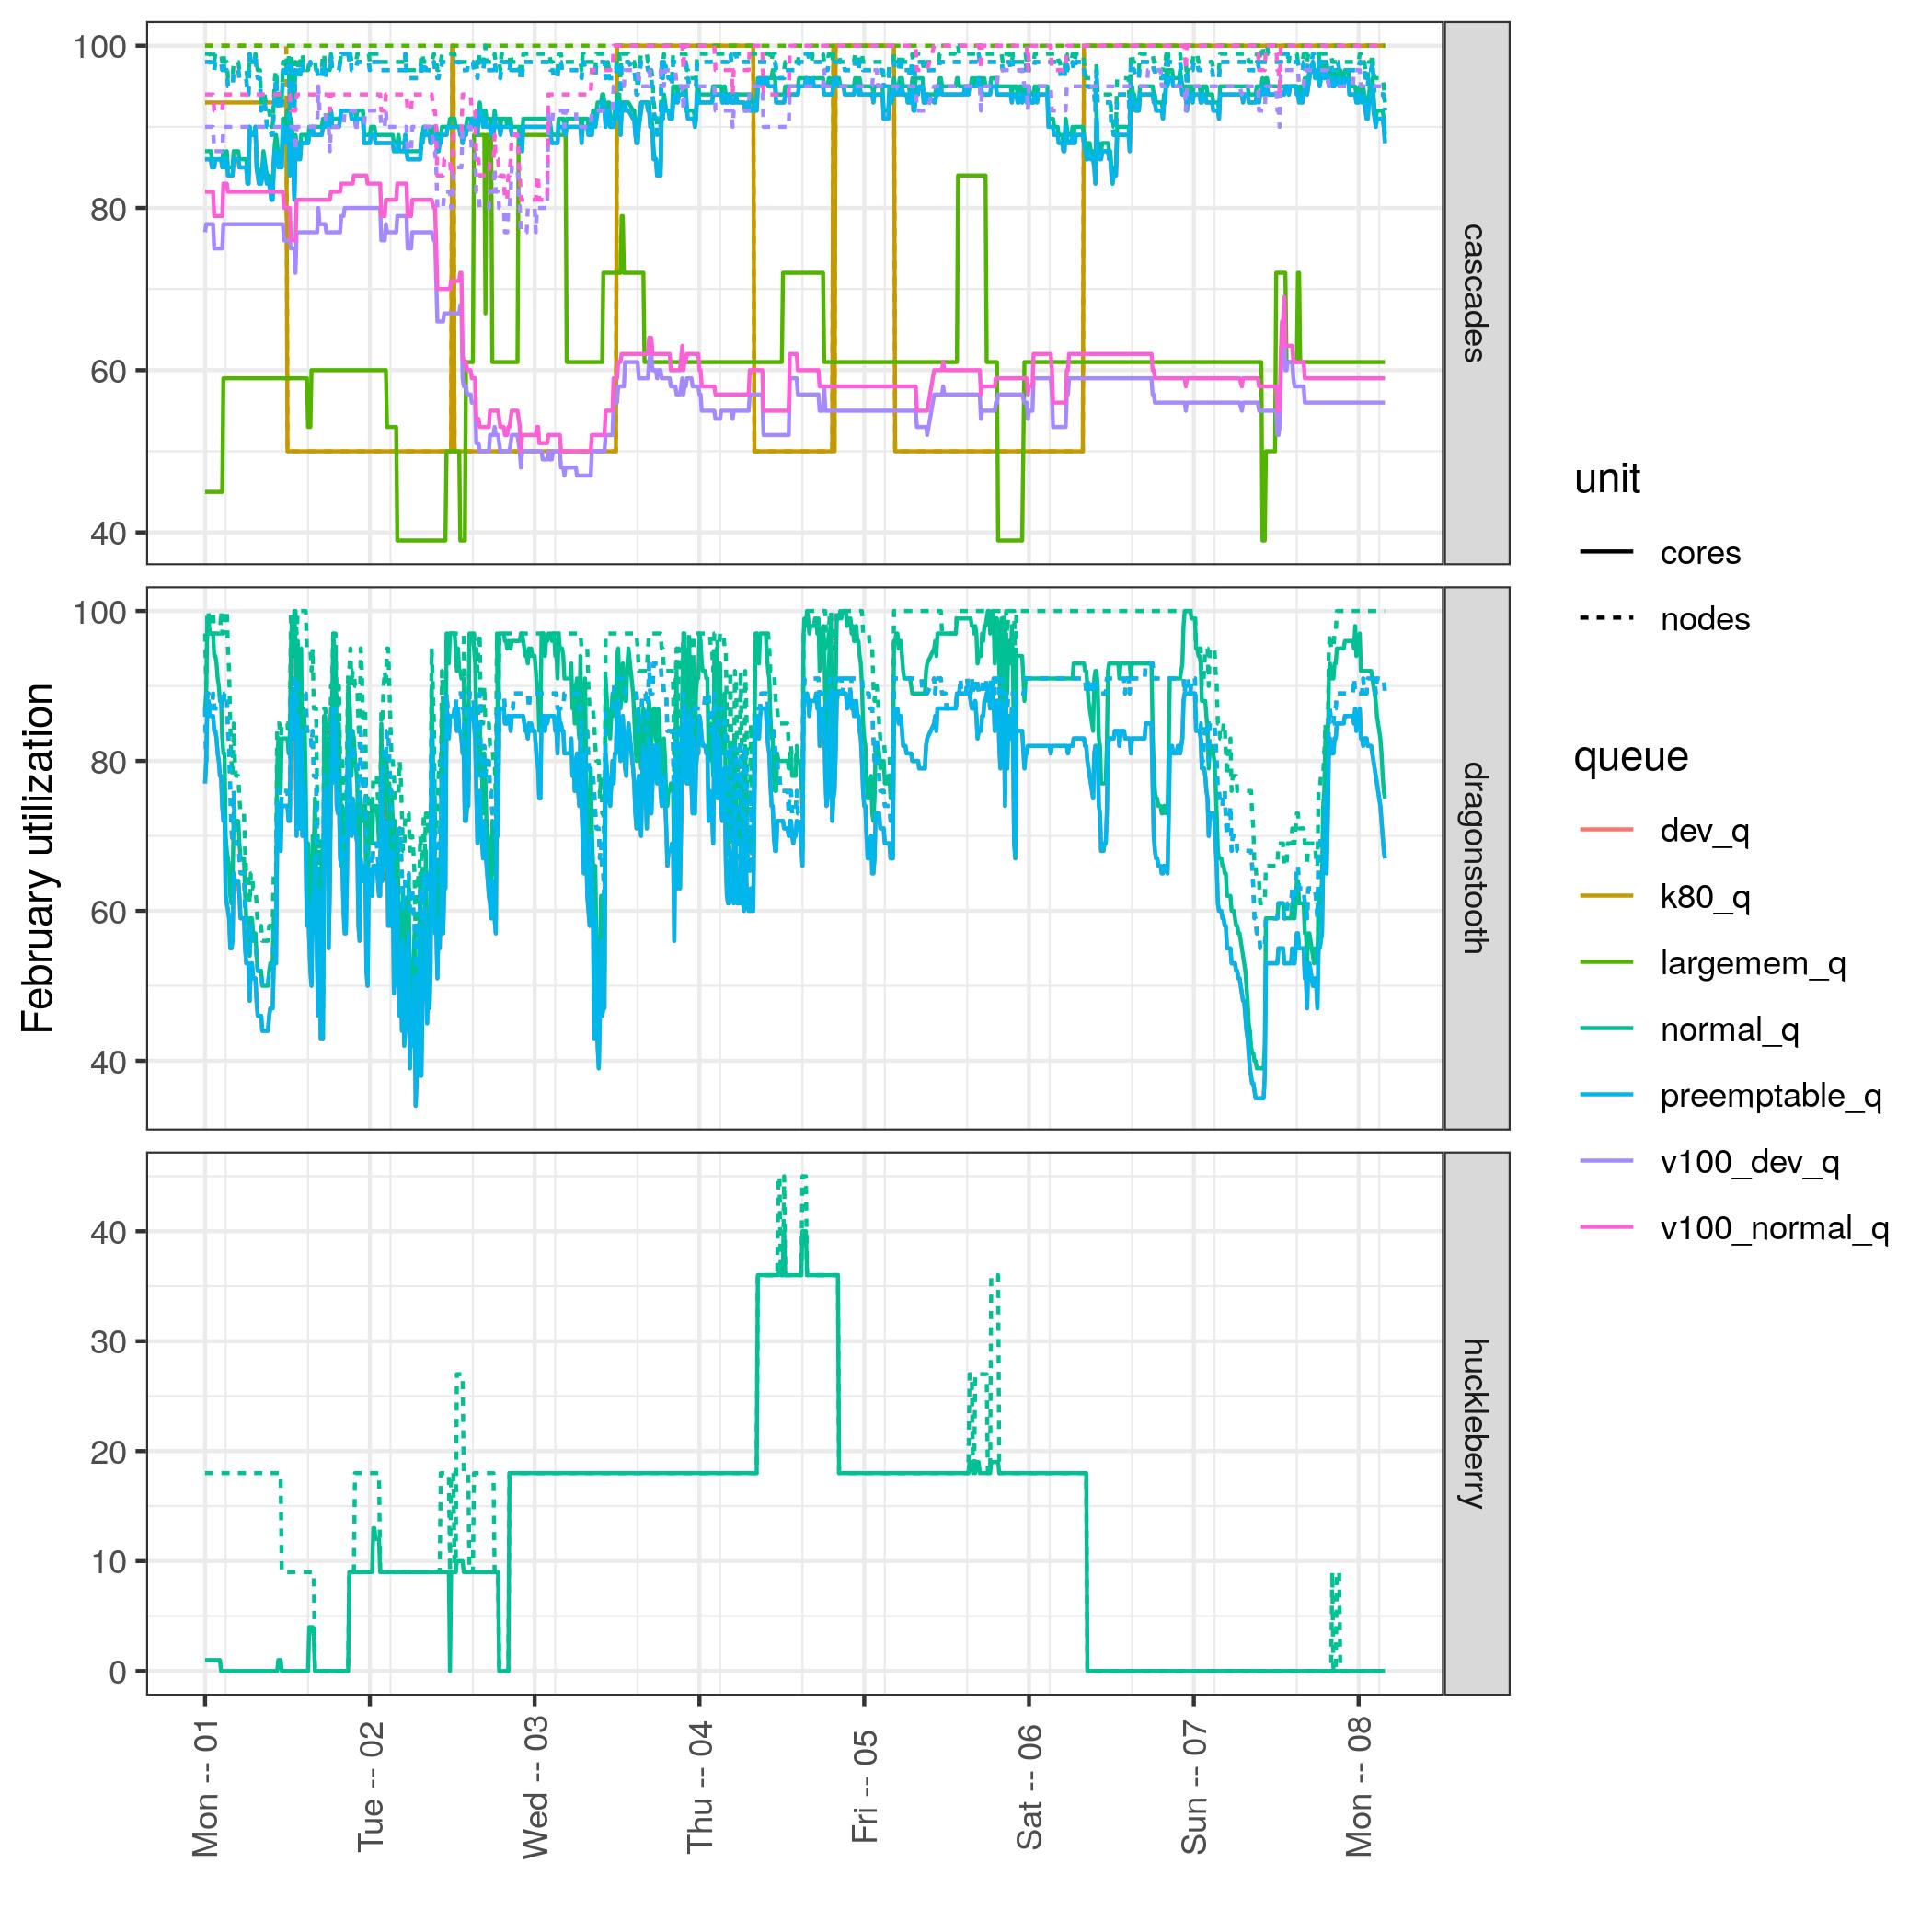 February utilization
100
80
60
40
cascades
100
80
60
40
dragonstooth
40
30
20
10
0
huckleberry
Mon -- 01
Tue -- 02
Wed -- 03
Thu -- 04
Fri -- 05
Sat -- 06
Sun -- 07
Mon -- 08
unit
cores
nodes
queue
dev_q
k80_q
largemem_q
normal_q
preemptable_q
v100_dev_q
v100_normal_q